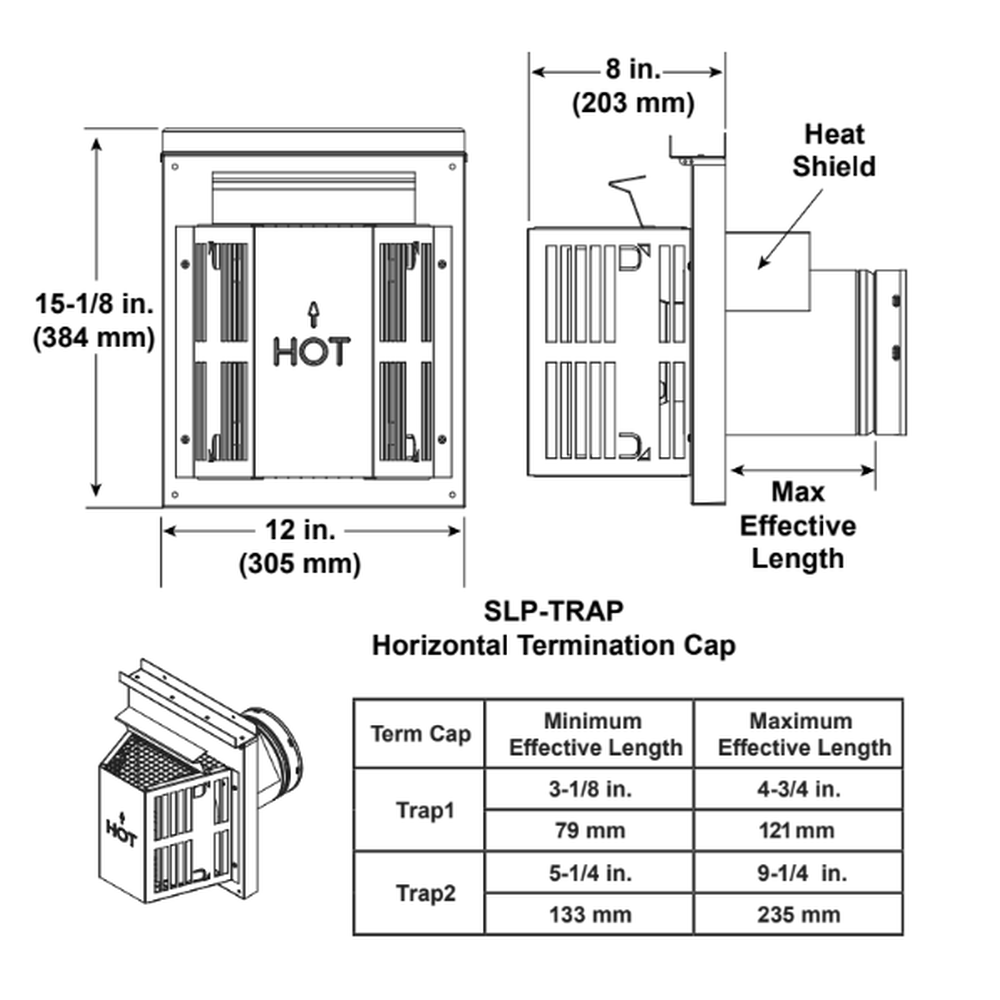 8 in.
(203 mm)
Heat
Shield
15-1/8 in.
(384 mm)
HOT
12 in.
(305 mm)
Max
Effective
Length
SLP-TRAP
Horizontal Termination Cap
HOT
Term Cap
Minimum
Effective Length
Maximum
Effective Length
Trap1
3-1/8 in.
4-3/4 in.
79 mm
121 mm
Trap2
5-1/4 in.
9-1/4 in.
133 mm
235 mm